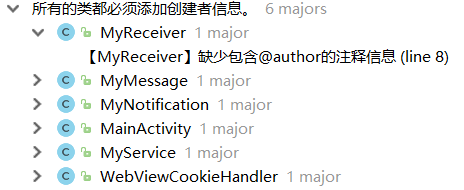 所有的类都必须添加创建者信息。 6 majors
C MyReceiver 1 major
【MyReceiver】缺少包含@author的注释信息 (line 8)
C MyMessage 1 major
C MyNotification 1 major
C MainActivity 1 major
C MyService 1 major
C WebViewCookieHandler 1 major